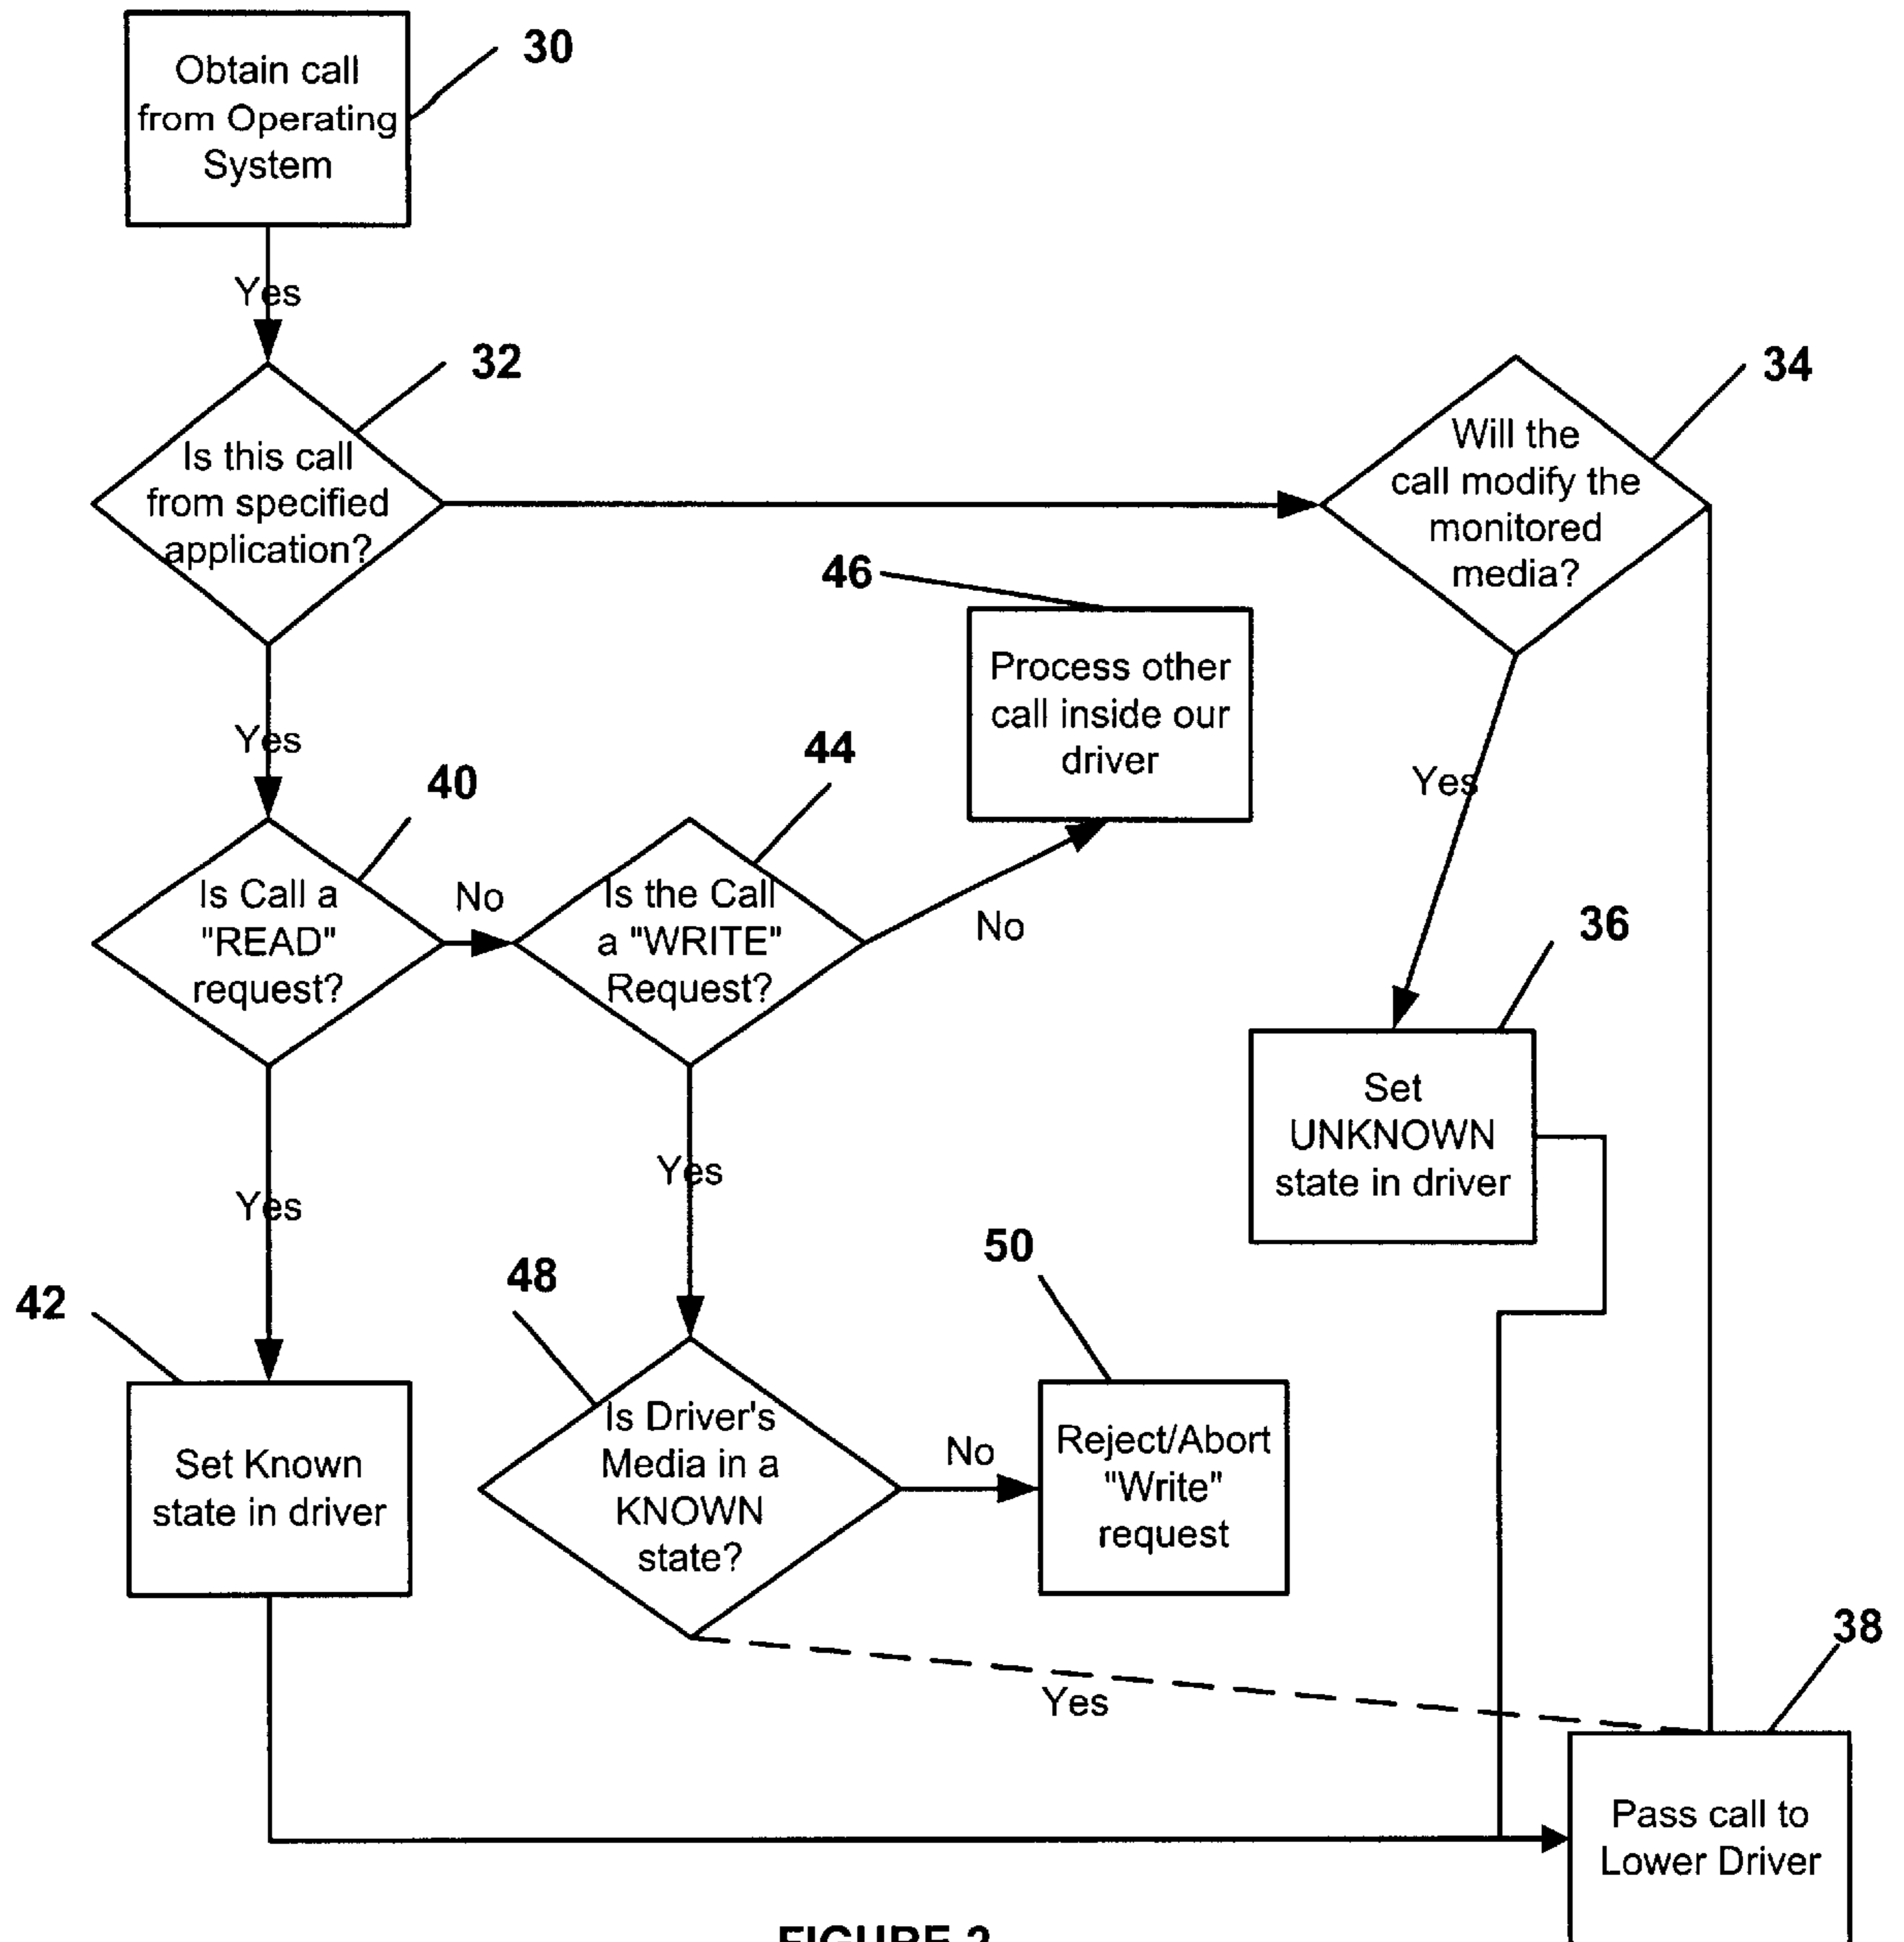 Obtain call
from Operating
System
30
Yes
32
Is this call
from specified
application?
34
Will the
call modify the
monitored
media?
46
Process other
call inside our
driver
Yes
Yes
40
44
Is Call a
"READ"
request?
No
Is the Call
a "WRITE"
Request?
No
36
Set
UNKNOWN
state in driver
Yes
Yes
42
48
50
Set Known
state in driver
Is Driver's
Media in a
KNOWN
state?
No
Reject/Abort
"Write"
request
Yes
38
Pass call to
Lower Driver
FIGURE 2